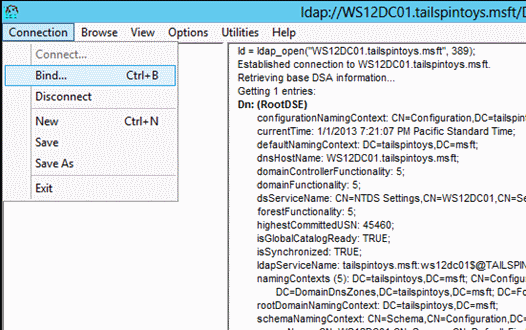 ldap://WS12DC01.tailspintoys.msft/D
Connection Browse View Options Utilities Help
Connect...
Bind... Ctrl+B
Disconnect
New Ctrl+N
Save
Save As
Exit
ld = ldap_open("WS12DC01.tailspintoys.msft", 389);
Established connection to WS12DC01.tailspintoys.msft.
Retrieving base DSA information...
Getting 1 entries:
Dn: (RootDSE)
configurationNamingContext: CN=Configuration,DC=tailspint
currentTime: 1/1/2013 7:21:07 PM Pacific Standard Time;
defaultNamingContext: DC=tailspintoys,DC=msft;
dnsHostName: WS12DC01.tailspintoys.msft;
domainControllerFunctionality: 5;
domainFunctionality: 5;
dsServiceName: CN=NTDS Settings,CN=WS12DC01,CN=Se
forestFunctionality: 5;
highestCommittedUSN: 45460;
isGlobalCatalogReady: TRUE;
isSynchronized: TRUE;
ldapServiceName: tailspintoys.msft:ws12dc01$@TAILSPIN
namingContexts (5): DC=tailspintoys,DC=msft; CN=Configu
DC=DomainDnsZones,DC=tailspintoys,DC=msft; DC=Fo
rootDomainNamingContext: DC=tailspintoys,DC=msft;
schemaNamingContext: CN=Schema,CN=Configuration,DC=